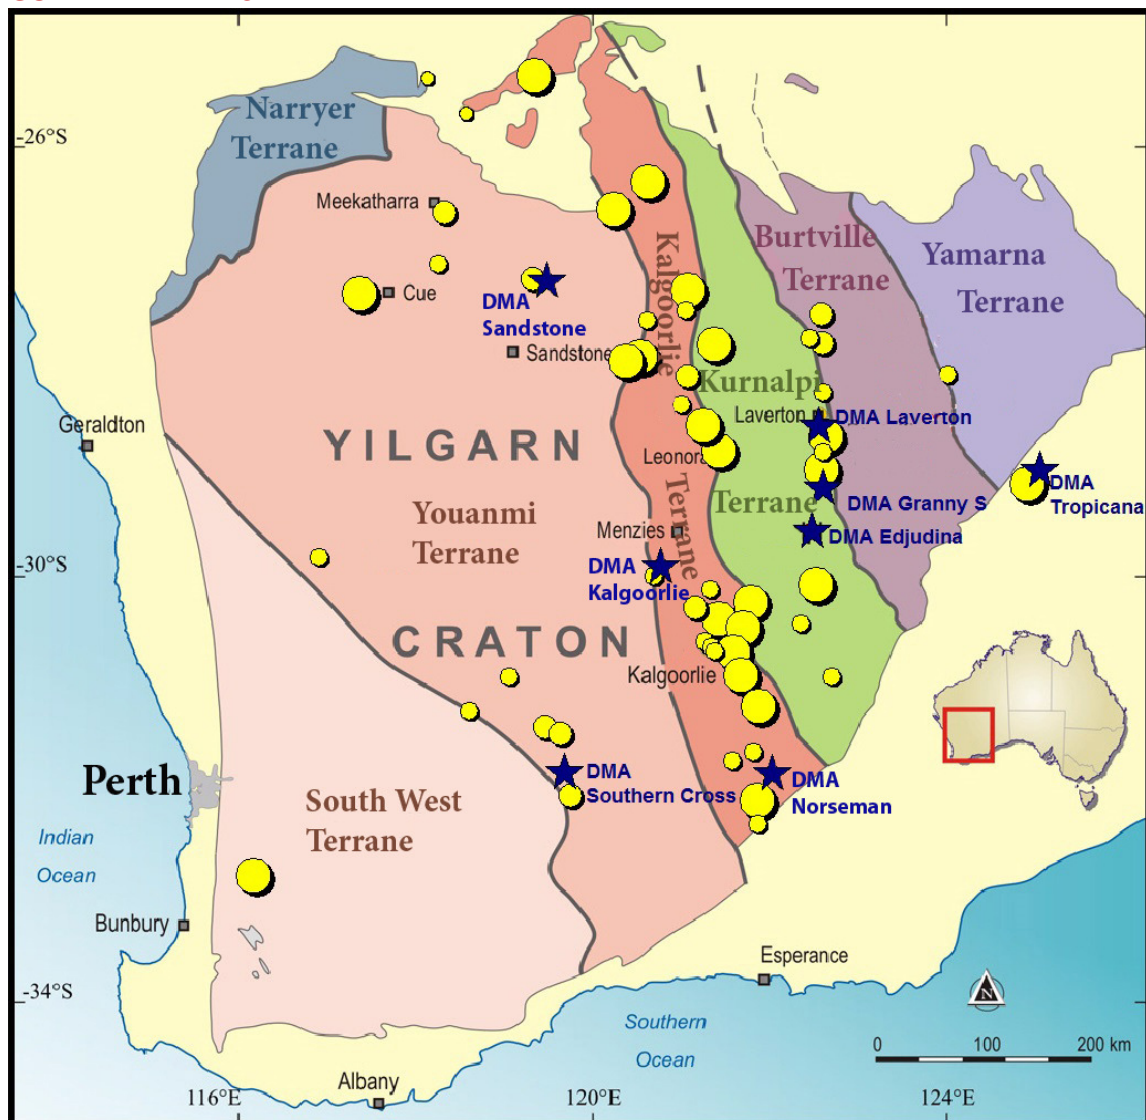 Narryer
Terrane
-26°S
Meekatharra
Cue
DMA
Sandstone
Sandstone
Kalgoorlie
Terrane
Burtville
Terrane
Yamarna
Terrane
Kurnalpi
Terrane
Laverton
DMA Laverton
Geraldton
YILGARN
Leonora
DMA
Tropicana
DMA Granny S
DMA Edjudina
Youanmi
Terrane
Menzies
-30°S
DMA
Kalgoorlie
CRATON
Kalgoorlie
Perth
DMA
Southern Cross
DMA
Norseman
South West
Terrane
Indian
Ocean
Bunbury
Esperance
-34°S
N
Southern
Ocean
0 100 200 km
Albany
116°E
120°E
124°E